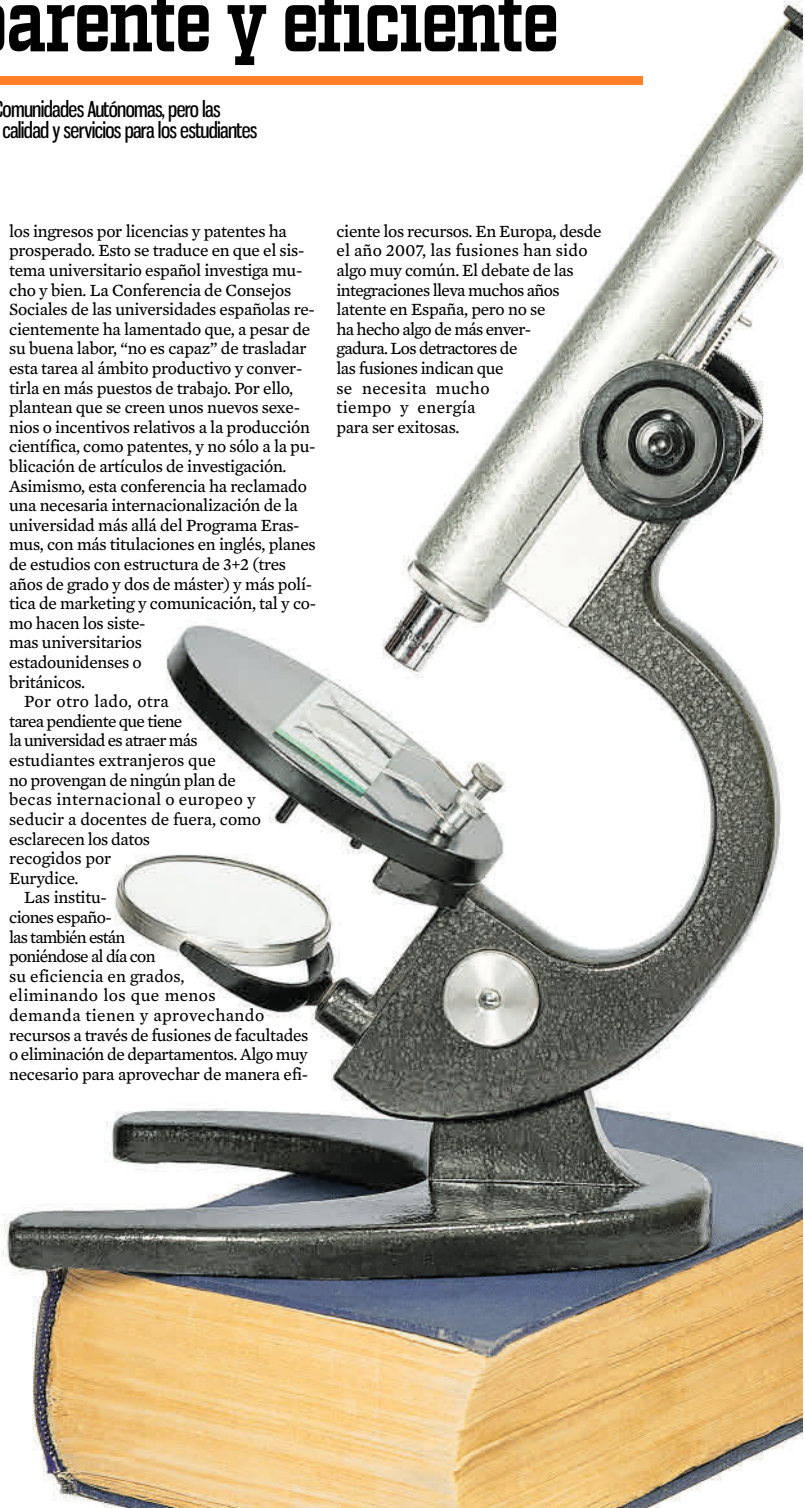 parente y eficiente
Comunidades Autónomas, pero las
calidad y servicios para los estudiantes
los ingresos por licencias y patentes ha
prosperado. Esto se traduce en que el sis-
tema universitario español investiga mu-
cho y bien. La Conferencia de Consejos
Sociales de las universidades españolas re-
cientemente ha lamentado que, a pesar de
su buena labor, “no es capaz” de trasladar
esta tarea al ámbito productivo y conver-
tirla en más puestos de trabajo. Por ello,
plantean que se creen unos nuevos sexe-
nios o incentivos relativos a la producción
científica, como patentes, y no sólo a la pu-
blicación de artículos de investigación.
Asimismo, esta conferencia ha reclamado
una necesaria internacionalización de la
universidad más allá del Programa Eras-
mus, con más titulaciones en inglés, planes
de estudios con estructura de 3+2 (tres
años de grado y dos de máster) y más polí-
tica de marketing y comunicación, tal y co-
mo hacen los siste-
mas universitarios
estadounidenses o
británicos.
Por otro lado, otra
tarea pendiente que tiene
la universidad es atraer más
estudiantes extranjeros que
no provengan de ningún plan de
becas internacional o europeo y
seducir a docentes de fuera, como
esclarecen los datos
recogidos por
Eurydice.
Las institu-
ciones españo-
las también están
poniéndose al día con
su eficiencia en grados,
eliminando los que menos
demanda tienen y aprovechando
recursos a través de fusiones de facultades
o eliminación de departamentos. Algo muy
necesario para aprovechar de manera efi-
ciente los recursos. En Europa, desde
el año 2007, las fusiones han sido
algo muy común. El debate de las
integraciones lleva muchos años
latente en España, pero no se
ha hecho algo de más enver-
gadura. Los detractores de
las fusiones indican que
se necesita mucho
tiempo y energía
para ser exitosas.